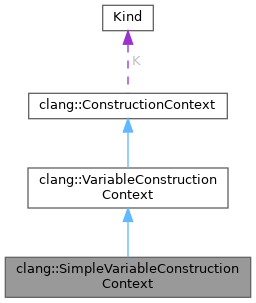 Kind
K
clang::ConstructionContext
clang::VariableConstruction
Context
clang::SimpleVariableConstruction
Context